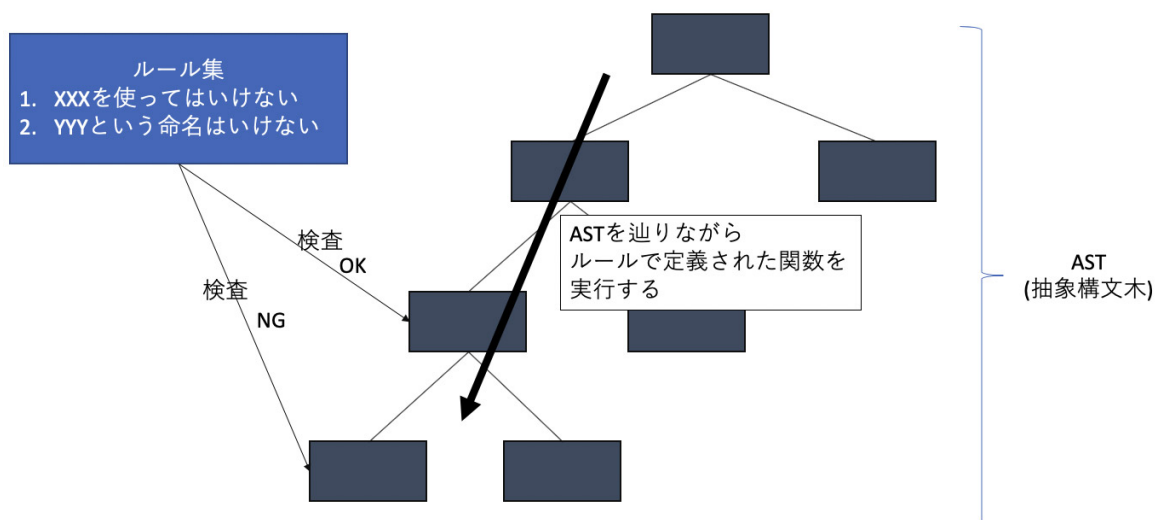 ルール集
1. XXXを使ってはいけない
2. YYYという命名はいけない
検査
OK
検査
NG
ASTを辿りながら
ルールで定義された関数を
実行する
AST
(抽象構文木)